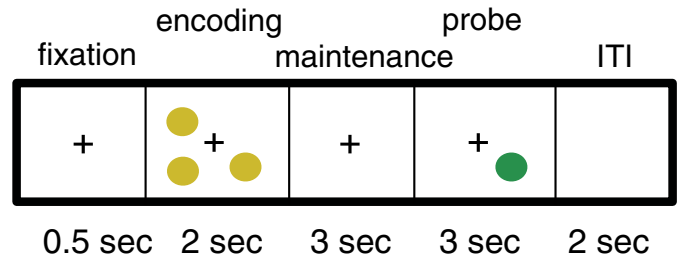 encoding probe
fixation maintenance ITI
+ + + +
0.5 sec 2 sec 3 sec 3 sec 2 sec